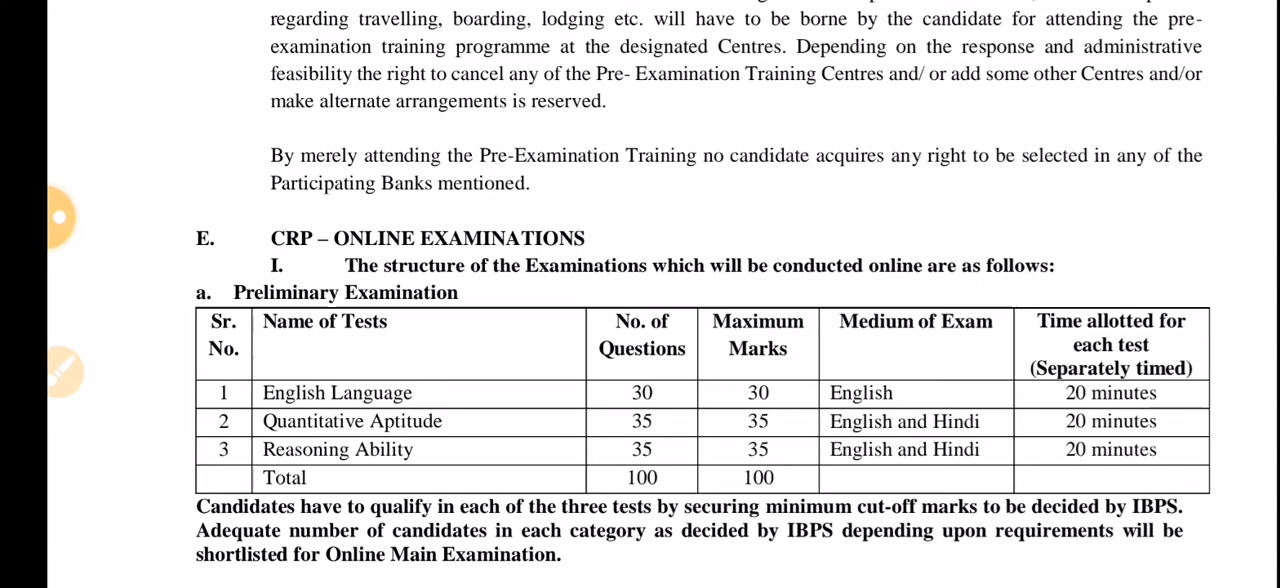 regarding travelling, boarding, lodging etc. will have to be borne by the candidate for attending the pre-
examination training programme at the designated Centres. Depending on the response and administrative
feasibility the right to cancel any of the Pre- Examination Training Centres and/ or add some other Centres and/or
make alternate arrangements is reserved.
By merely attending the Pre-Examination Training no candidate acquires any right to be selected in any of the
Participating Banks mentioned.
E. CRP – ONLINE EXAMINATIONS
I. The structure of the Examinations which will be conducted online are as follows:
a. Preliminary Examination
Sr. No. Name of Tests No. of Questions Maximum Marks Medium of Exam Time allotted for each test (Separately timed)
1 English Language 30 30 English 20 minutes
2 Quantitative Aptitude 35 35 English and Hindi 20 minutes
3 Reasoning Ability 35 35 English and Hindi 20 minutes
Total 100 100
Candidates have to qualify in each of the three tests by securing minimum cut-off marks to be decided by IBPS.
Adequate number of candidates in each category as decided by IBPS depending upon requirements will be
shortlisted for Online Main Examination.